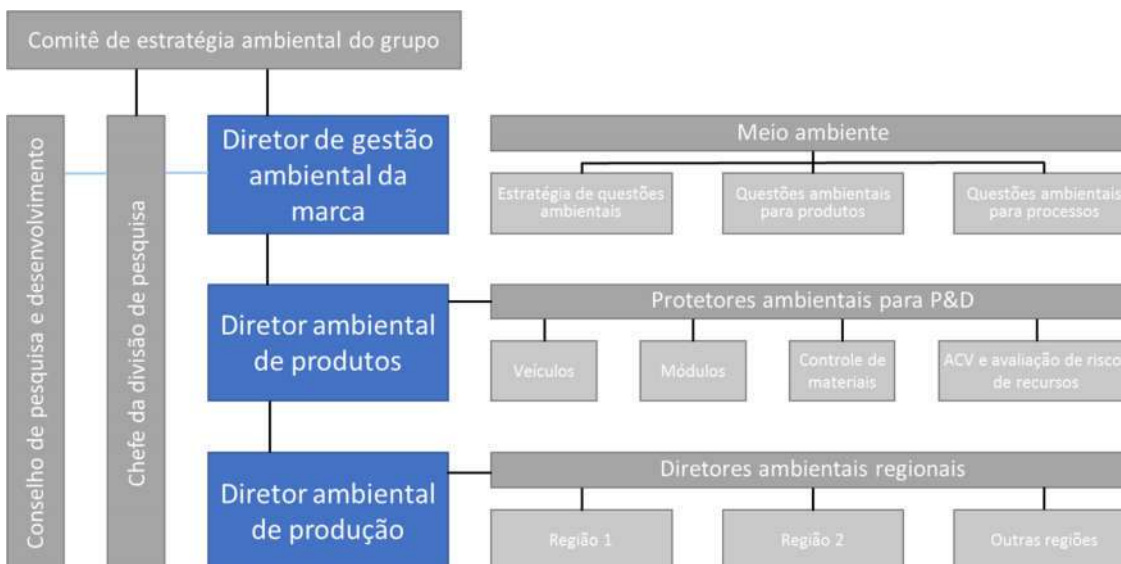 Comitê de estratégia ambiental do grupo
Conselho de pesquisa e desenvolvimento
Chefe da divisão de pesquisa
Diretor de gestão
ambiental da
marca
Meio ambiente
Estratégia de questões
ambientais
Questões ambientais
para produtos
Questões ambientais
para processos
Diretor ambiental
de produtos
Protetores ambientais para P&D
Veículos
Módulos
Controle de
materiais
ACV e avaliação de risco
de recursos
Diretor ambiental
de produção
Diretores ambientais regionais
Região 1
Região 2
Outras regiões